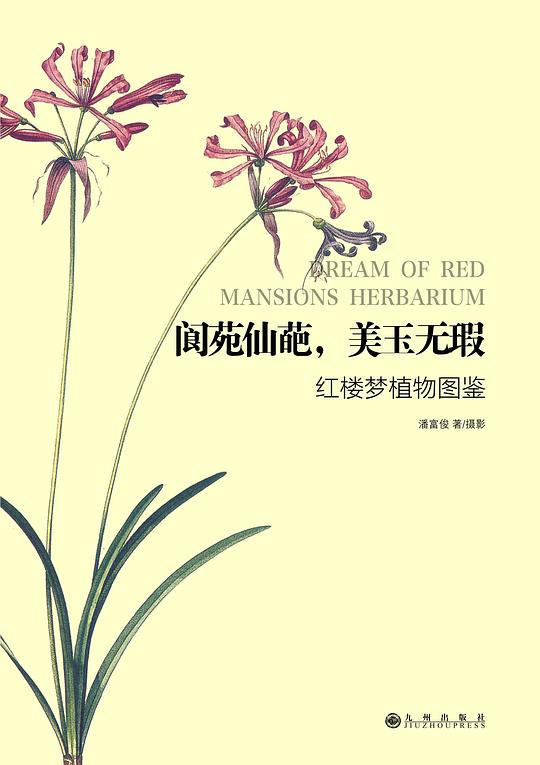 DREAM OF RED
MANSIONS HERBARIUM
阆苑仙葩，美玉无瑕
红楼梦植物图鉴
潘富俊 著/摄影
九州出版社
JIUZHOUPRESS